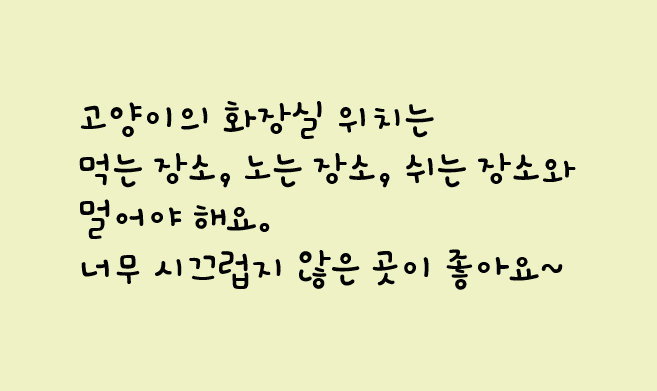 고양이의 화장실 위치는
먹는 장소, 노는 장소, 쉬는 장소와
멀어야 해요。
너무 시끄럽지 않은 곳이 좋아요~